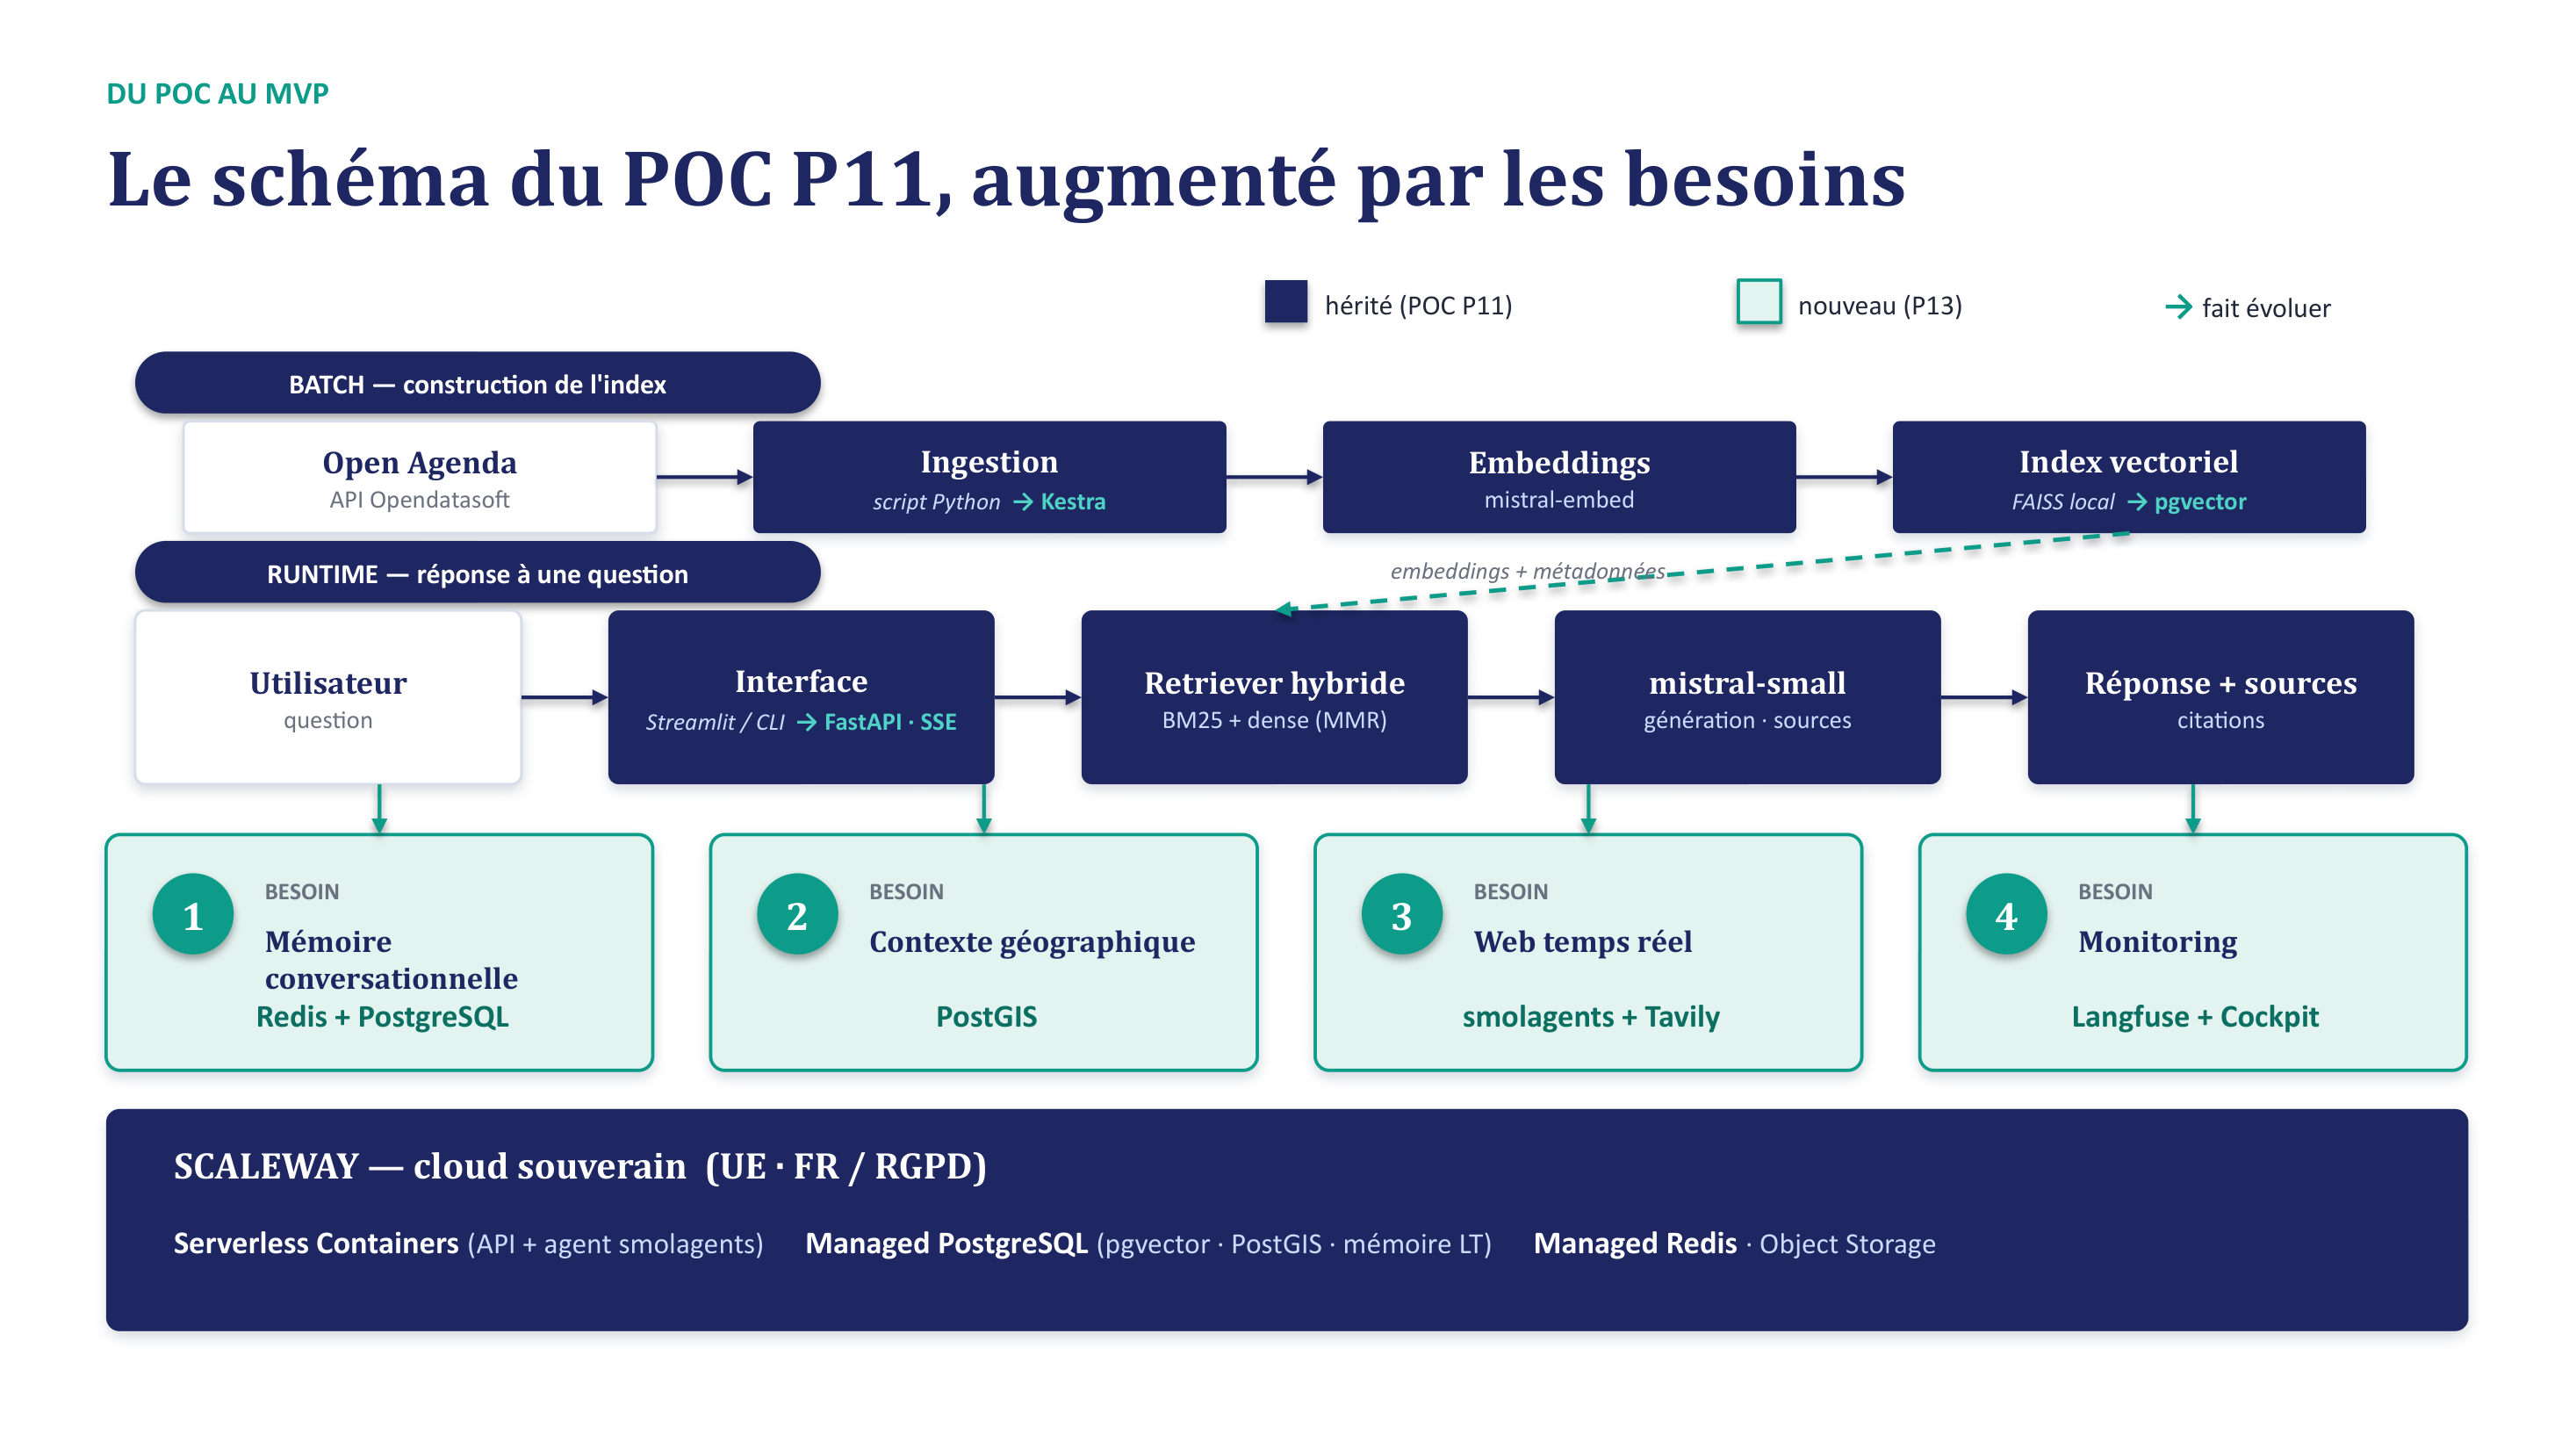 DU POC AU MVP
Le schéma du POC P11, augmenté par les besoins
hérité (POC P11)
nouveau (P13)
→ fait évoluer
BATCH — construction de l'index
Open Agenda
API Opendatasoft
Ingestion
script Python → Kestra
Embeddings
mistral-embed
Index vectoriel
FAISS local → pgvector
RUNTIME — réponse à une question
embeddings + métadonnées
Utilisateur
question
Interface
Streamlit / CLI → FastAPI · SSE
Retriever hybride
BM25 + dense (MMR)
mistral-small
génération · sources
Réponse + sources
citations
1
BESOIN
Mémoire
conversationnelle
Redis + PostgreSQL
2
BESOIN
Contexte géographique
PostGIS
3
BESOIN
Web temps réel
smolagents + Tavily
4
BESOIN
Monitoring
Langfuse + Cockpit
SCALEWAY — cloud souverain (UE · FR / RGPD)
Serverless Containers (API + agent smolagents) Managed PostgreSQL (pgvector · PostGIS · mémoire LT) Managed Redis · Object Storage